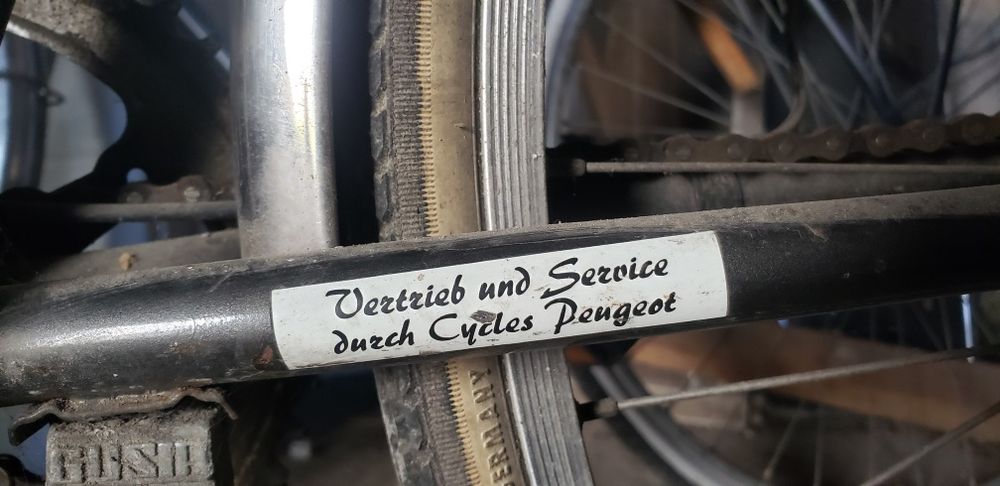 Vertrieb und Service
durch Cycles Peugeot
GERMANY